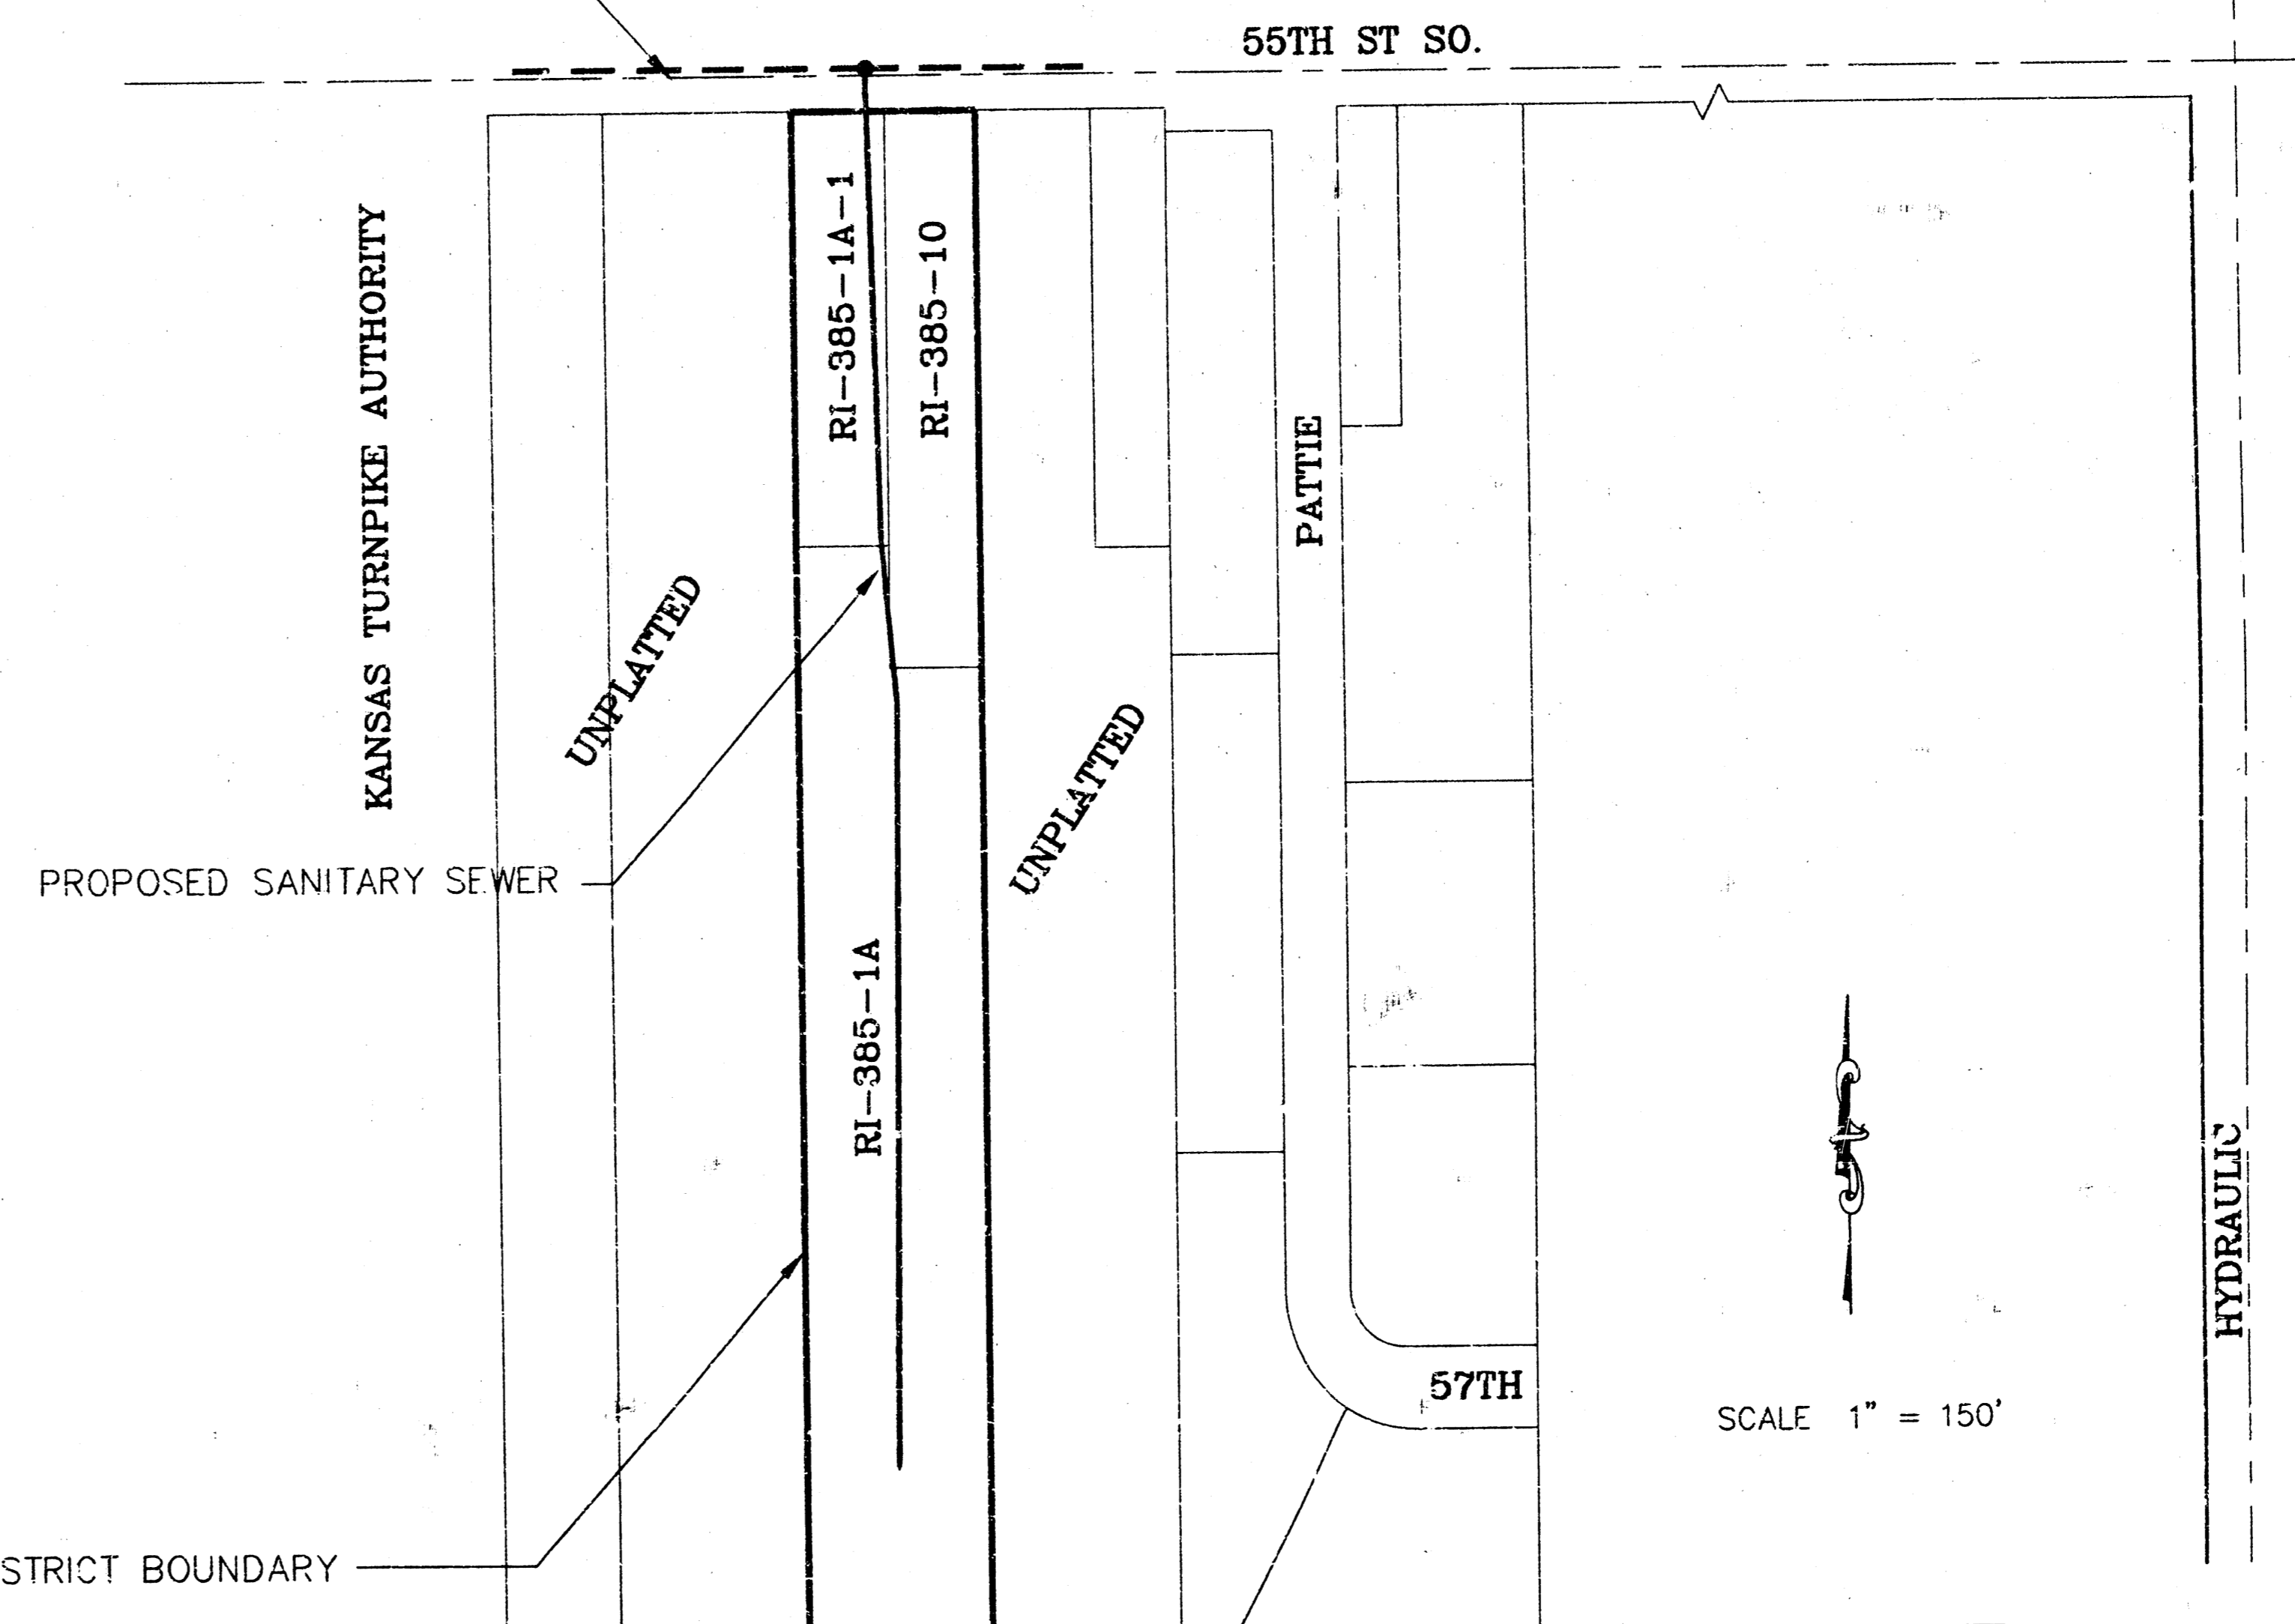 55TH ST SO.
KANSAS TURNPIKE AUTHORITY
RI-385-1A-1
RI-385-10
PATTIE
UNPLATTED
UNPLATTED
PROPOSED SANITARY SEWER
RI-385-1A
HYDRAULIC
57TH
SCALE 1" = 150'
STRICT BOUNDARY